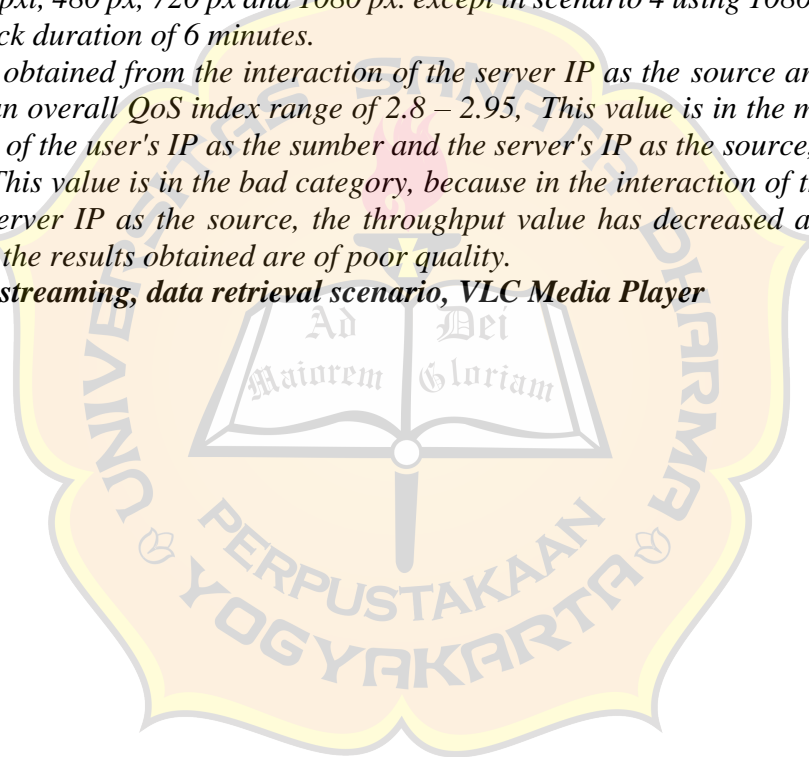 pxi, 480 px, 720 px and 1080 px. except in scenario 4 using 1080
ck duration of 6 minutes.
obtained from the interaction of the server IP as the source an
an overall QoS index range of 2.8 – 2.95, This value is in the m
of the user's IP as the sumber and the server's IP as the source,
This value is in the bad category, because in the interaction of t
erver IP as the source, the throughput value has decreased a
the results obtained are of poor quality.
streaming, data retrieval scenario, VLC Media Player
UNIVERSITAS SANATA DHARMA
Ad Dei
Maiorem Gloriam
PERPUSTAKAAN
YOGYAKARTA